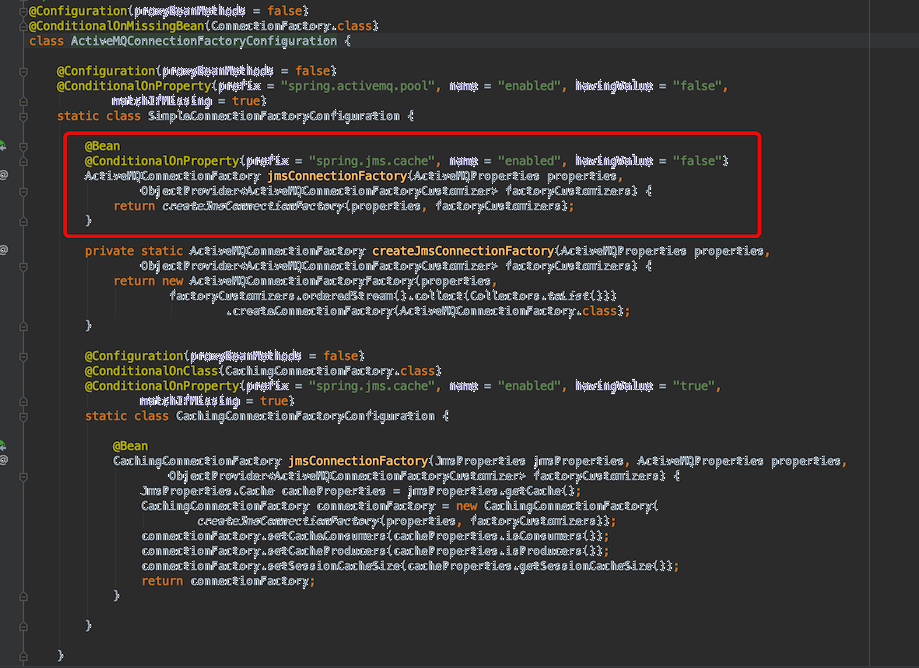 @Configuration(proxyBeanMethods = false)
@ConditionalOnMissingBean(ConnectionFactory.class)
class ActiveMQConnectionFactoryConfiguration {
@Configuration(proxyBeanMethods = false)
@ConditionalOnProperty(prefix = "spring.activemq.pool", name = "enabled", havingValue = "false",
matchIfMissing = true)
static class SimpleConnectionFactoryConfiguration {
@Bean
@ConditionalOnProperty(prefix = "spring.jms.cache", name = "enabled", havingValue = "false")
ActiveMQConnectionFactory jmsConnectionFactory(ActiveMQProperties properties,
ObjectProvider<ActiveMQConnectionFactoryCustomizer> factoryCustomizers) {
return createJmsConnectionFactory(properties, factoryCustomizers);
}
private static ActiveMQConnectionFactory createJmsConnectionFactory(ActiveMQProperties properties,
ObjectProvider<ActiveMQConnectionFactoryCustomizer> factoryCustomizers) {
return new ActiveMQConnectionFactoryFactory(properties,
factoryCustomizers.orderedStream().collect(Collectors.toList()))
.createConnectionFactory(ActiveMQConnectionFactory.class);
}
@Configuration(proxyBeanMethods = false)
@ConditionalOnClass(CachingConnectionFactory.class)
@ConditionalOnProperty(prefix = "spring.jms.cache", name = "enabled", havingValue = "true",
matchIfMissing = true)
static class CachingConnectionFactoryConfiguration {
@Bean
CachingConnectionFactory jmsConnectionFactory(JmsProperties jmsProperties, ActiveMQProperties properties,
ObjectProvider<ActiveMQConnectionFactoryCustomizer> factoryCustomizers) {
JmsProperties.Cache cacheProperties = jmsProperties.getCache();
CachingConnectionFactory connectionFactory = new CachingConnectionFactory(
createJmsConnectionFactory(properties, factoryCustomizers));
connectionFactory.setCacheConsumers(cacheProperties.isConsumers());
connectionFactory.setCacheProducers(cacheProperties.isProducers());
connectionFactory.setSessionCacheSize(cacheProperties.getSessionCacheSize());
return connectionFactory;
}
}
}